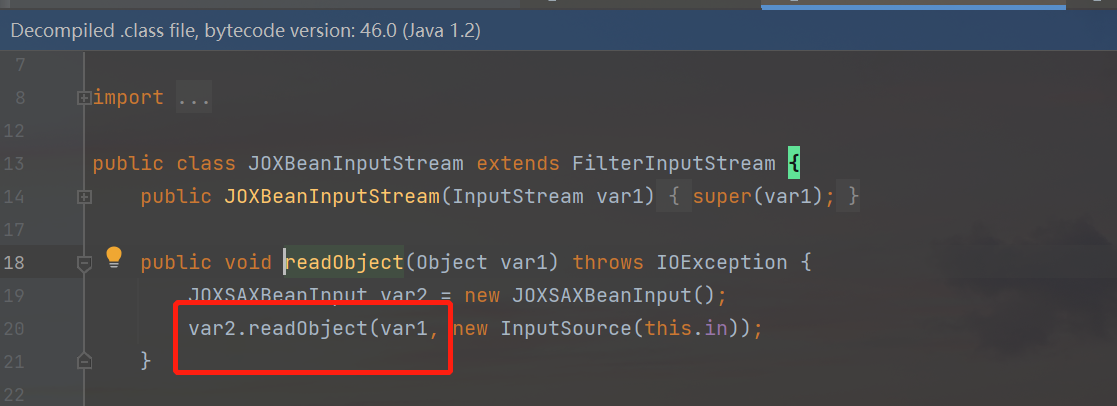 Decompiled .class file, bytecode version: 46.0 (Java 1.2)
7
8 import ...
12
13 public class JOXBeanInputStream extends FilterInputStream {
14 public JOXBeanInputStream(InputStream var1) { super(var1); }
17
18 public void readObject(Object var1) throws IOException {
19 JOXSAXBeanInput var2 = new JOXSAXBeanInput();
20 var2.readObject(var1, new InputSource(this.in));
21 }
22